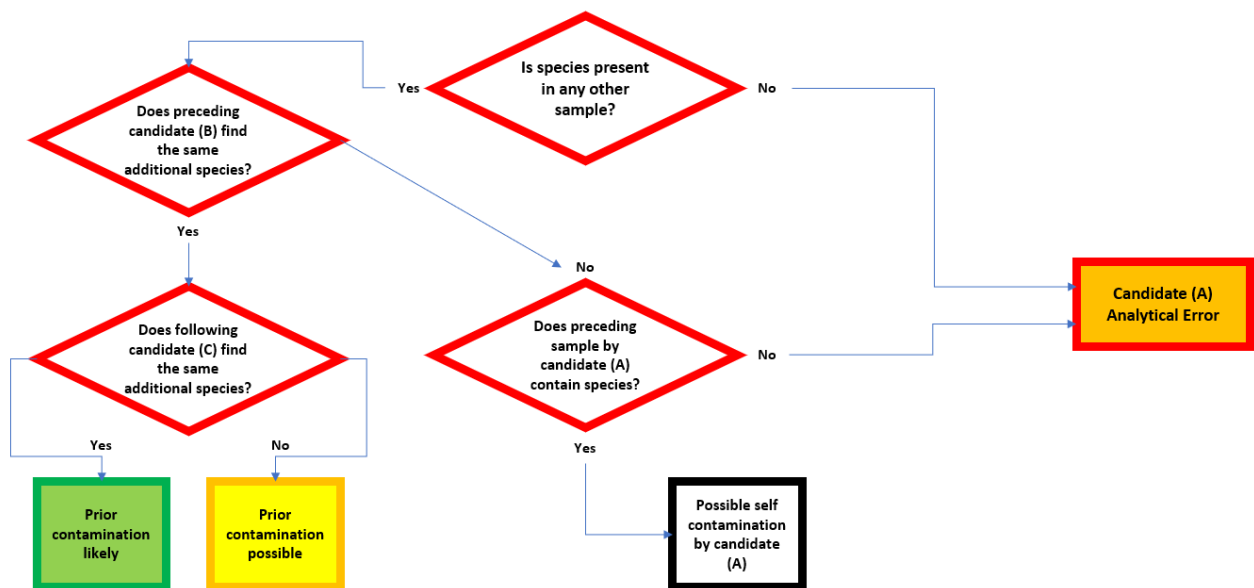 Is species present
in any other
sample?
Yes
No
Does preceding
candidate (B) find
the same
additional species?
Yes
No
Does following
candidate (C) find
the same
additional species?
Does preceding
sample by
candidate (A)
contain species?
No
Candidate (A)
Analytical Error
Yes
No
Yes
Prior
contamination
likely
Prior
contamination
possible
Possible self
contamination
by candidate
(A)